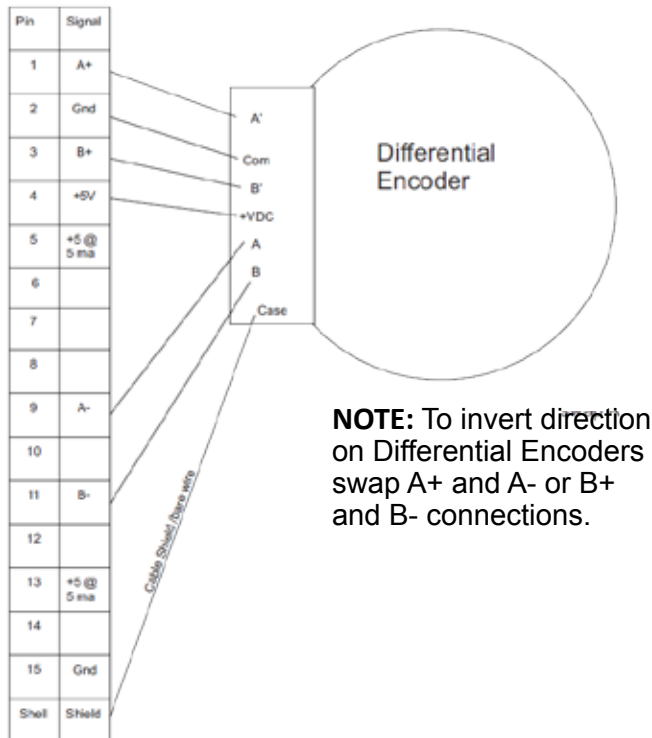 Pin Signal
1 A+
2 Gnd
3 B+
4 +5V
5 +5 @
5 ma
6
7
8
9 A-
10
11 B-
12
13 +5 @
5 ma
14
15 Gnd
Shell Shield
A'
Com
B'
+VDC
A
B
Case
Cable Shield /bare wire
Differential
Encoder
NOTE: To invert direction
on Differential Encoders
swap A+ and A- or B+
and B- connections.